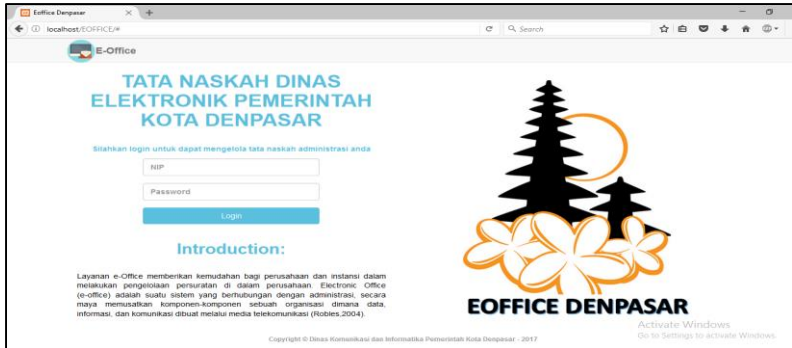 Eoffice Denpasar
localhost/EOFFICE/#
Search
E-Office
TATA NASKAH DINAS
ELEKTRONIK PEMERINTAH
KOTA DENPASAR
Silahkan login untuk dapat mengelola tata naskah administrasi anda
NIP
Password
Login
Introduction:
Layanan e-Office memberikan kemudahan bagi perusahaan dan instansi dalam
melakukan pengelolaan persuratan di dalam perusahaan. Electronic Office
(e-office) adalah suatu sistem yang berhubungan dengan administrasi, secara
maya memusatkan komponen-komponen sebuah organisasi dimana data,
informasi, dan komunikasi dibuat melalui media telekomunikasi (Robles,2004).
EOFFICE DENPASAR
Activate Windows
Go to Settings to activate Windows.
Copyright © Dinas Komunikasi dan Informatika Pemerintah Kota Denpasar - 2017